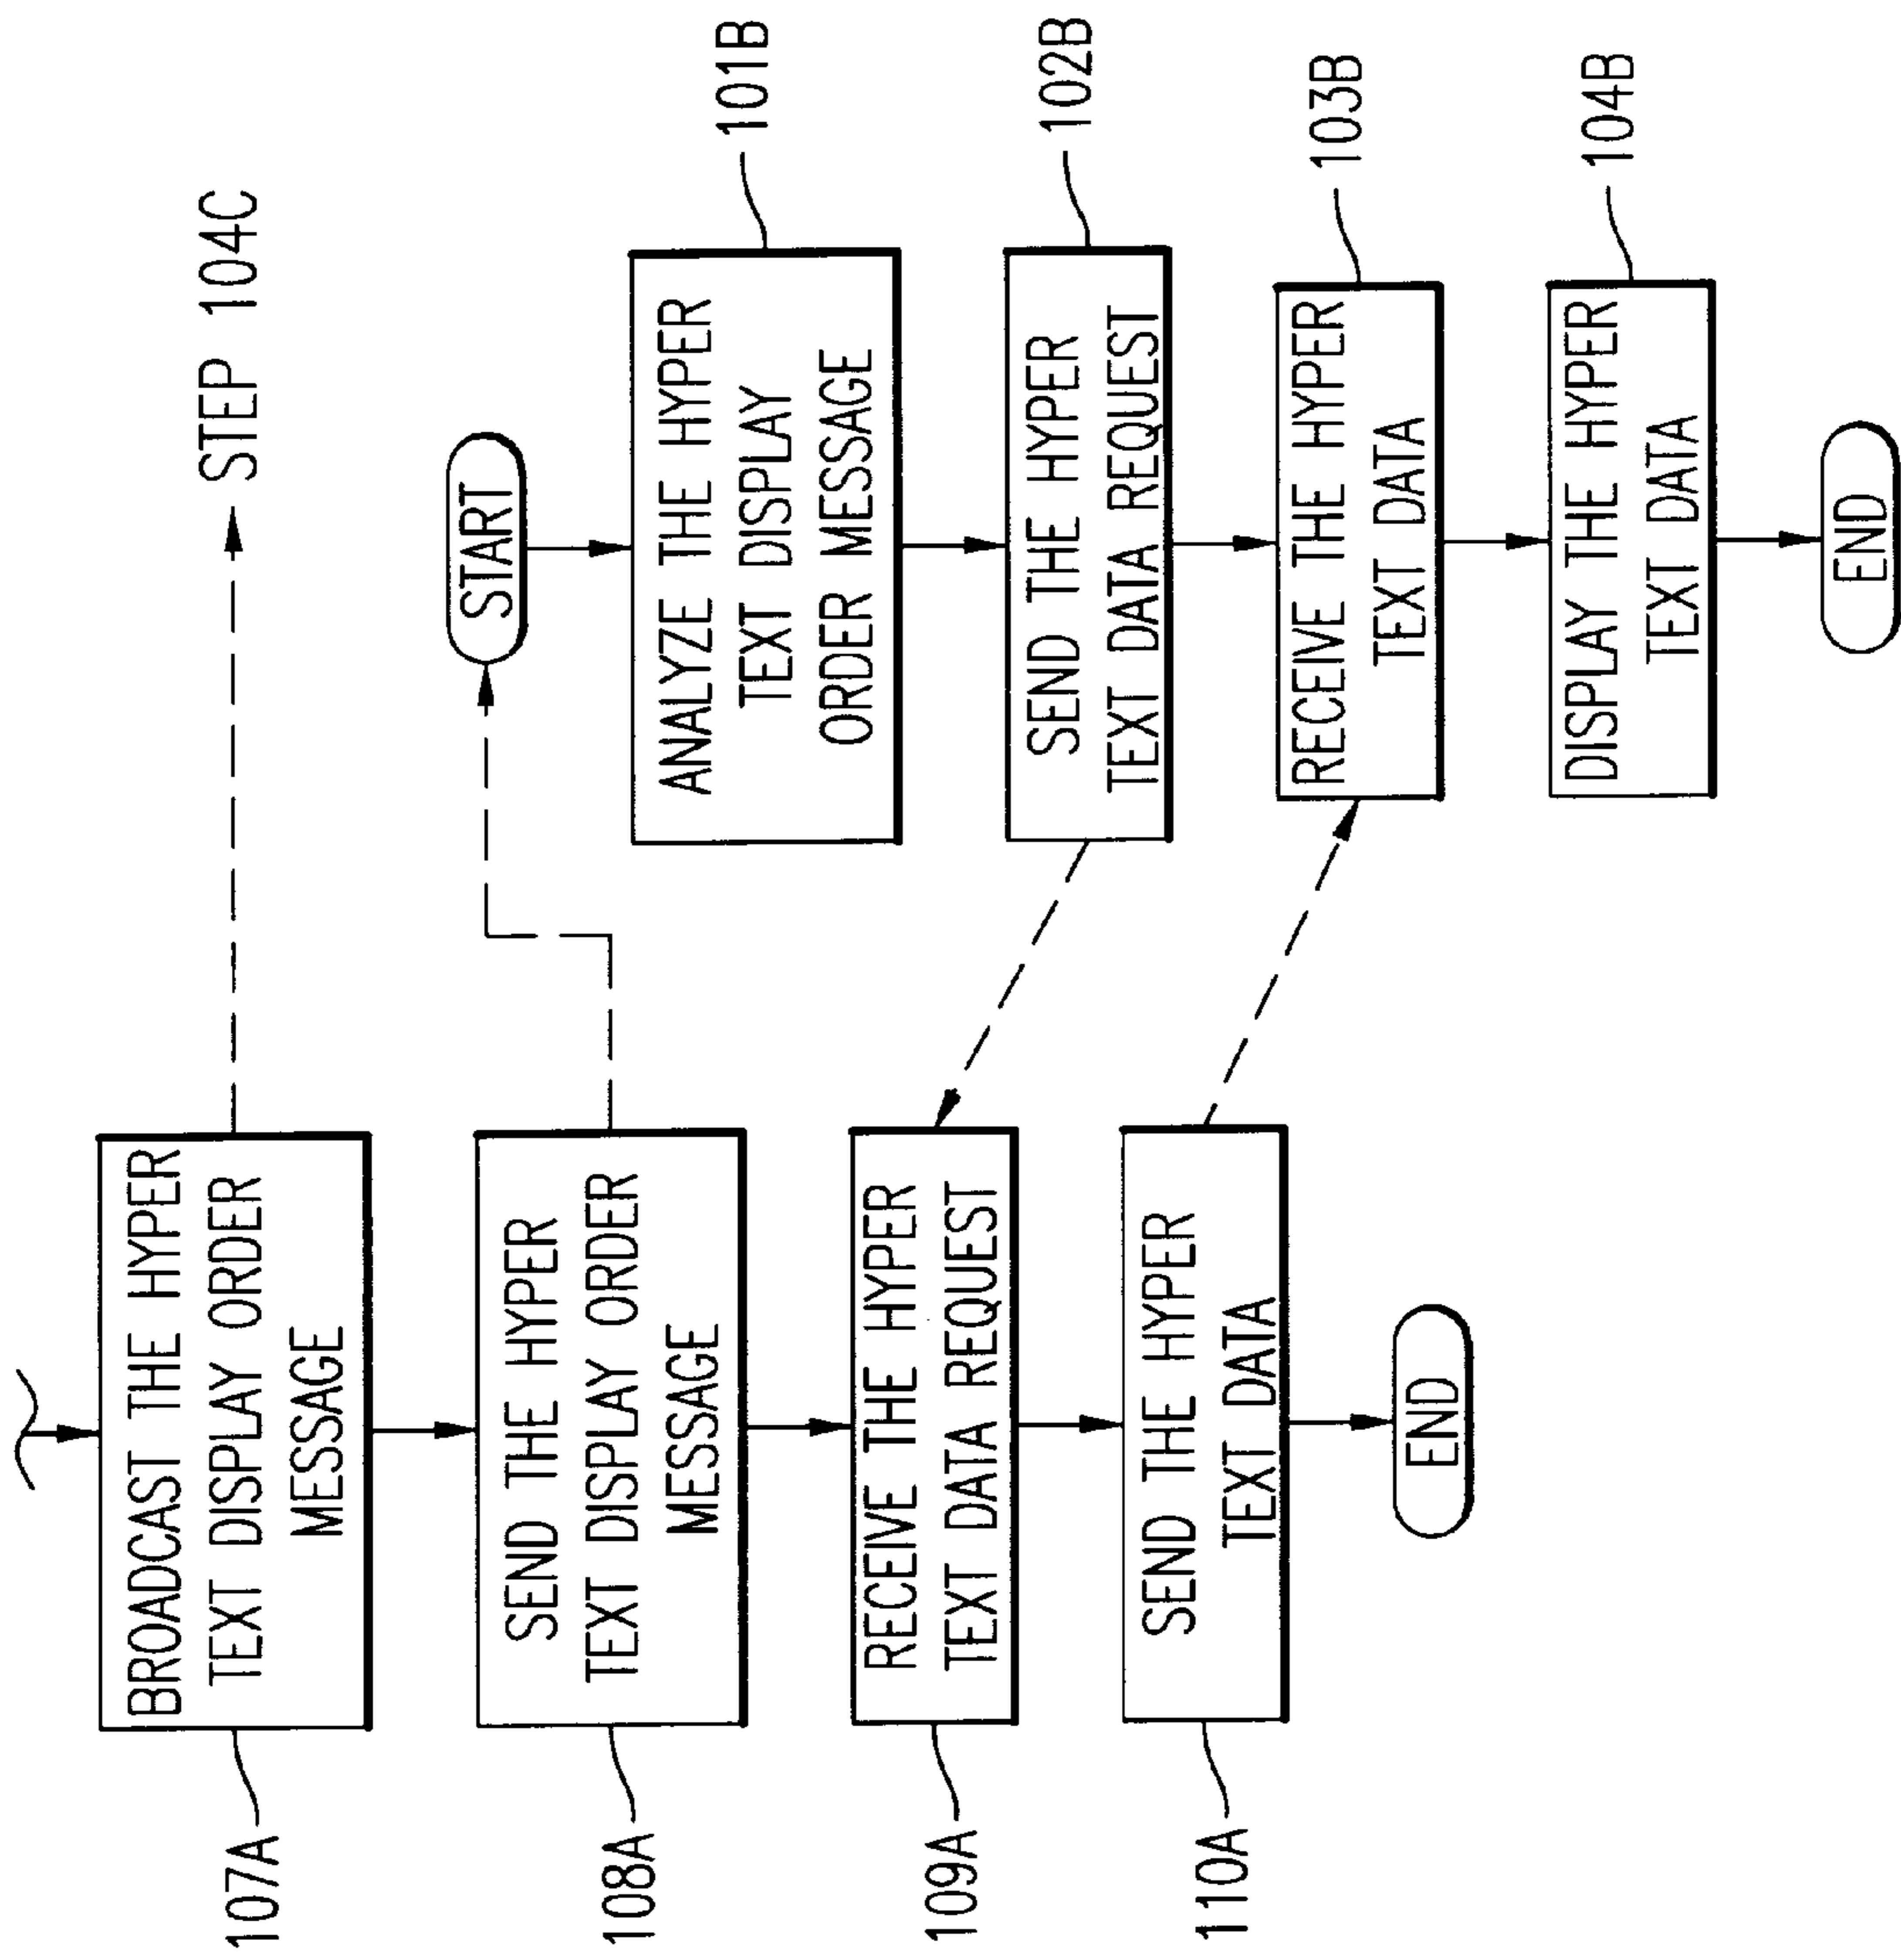 107A
BROADCAST THE HYPER
TEXT DISPLAY ORDER
MESSAGE
STEP 104C
108A
SEND THE HYPER
TEXT DISPLAY ORDER
MESSAGE
109A
RECEIVE THE HYPER
TEXT DATA REQUEST
110A
SEND THE HYPER
TEXT DATA
END
START
ANALYZE THE HYPER
TEXT DISPLAY
ORDER MESSAGE
101B
SEND THE HYPER
TEXT DATA REQUEST
102B
RECEIVE THE HYPER
TEXT DATA
103B
DISPLAY THE HYPER
TEXT DATA
104B
END